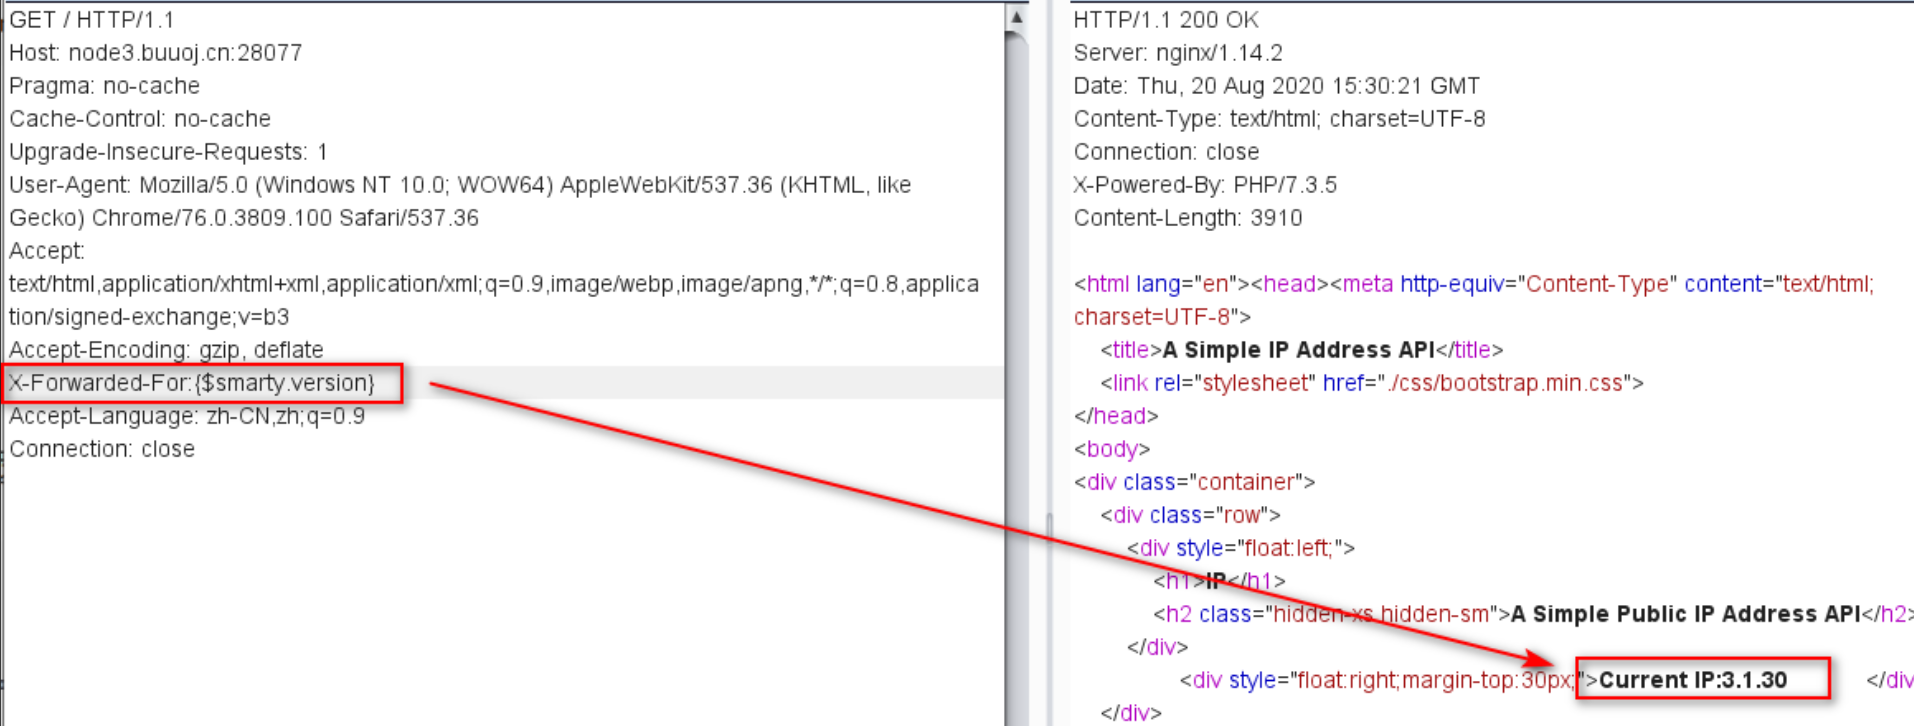 GET / HTTP/1.1
Host: node3.buuoj.cn:28077
Pragma: no-cache
Cache-Control: no-cache
Upgrade-Insecure-Requests: 1
User-Agent: Mozilla/5.0 (Windows NT 10.0; WOW64) AppleWebKit/537.36 (KHTML, like
Gecko) Chrome/76.0.3809.100 Safari/537.36
Accept:
text/html,application/xhtml+xml,application/xml;q=0.9,image/webp,image/apng,*/*;q=0.8,applica
tion/signed-exchange;v=b3
Accept-Encoding: gzip, deflate
X-Forwarded-For:{$smarty.version}
Accept-Language: zh-CN,zh;q=0.9
Connection: close
HTTP/1.1 200 OK
Server: nginx/1.14.2
Date: Thu, 20 Aug 2020 15:30:21 GMT
Content-Type: text/html; charset=UTF-8
Connection: close
X-Powered-By: PHP/7.3.5
Content-Length: 3910
<html lang="en"><head><meta http-equiv="Content-Type" content="text/html;
charset=UTF-8">
<title>A Simple IP Address API</title>
<link rel="stylesheet" href="./css/bootstrap.min.css">
</head>
<body>
<div class="container">
<div class="row">
<div style="float:left;">
<h1>IP</h1>
<h2 class="hidden-xs hidden-sm">A Simple Public IP Address API</h2>
</div>
<div style="float:right;margin-top:30px;">Current IP:3.1.30 </div
</div>